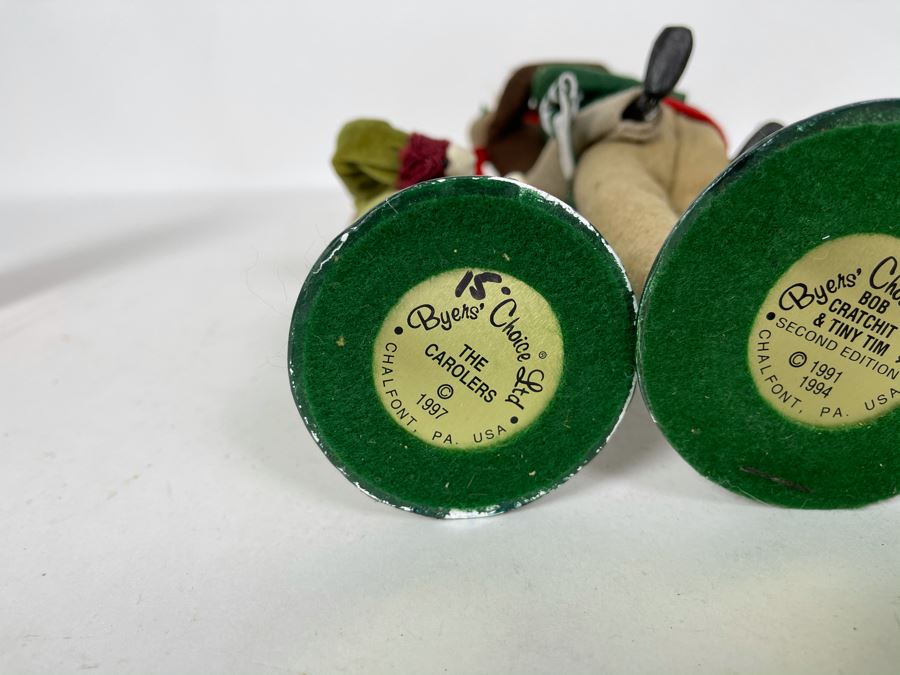 15.
Byers' Choice Ltd
®
THE
CAROLERS
© 1997
CHALFONT, PA. USA
Byers'
BOB
CRATCHIT
& TINY TIM
SECOND EDITION
© 1991
1994
CHALFONT, PA. USA